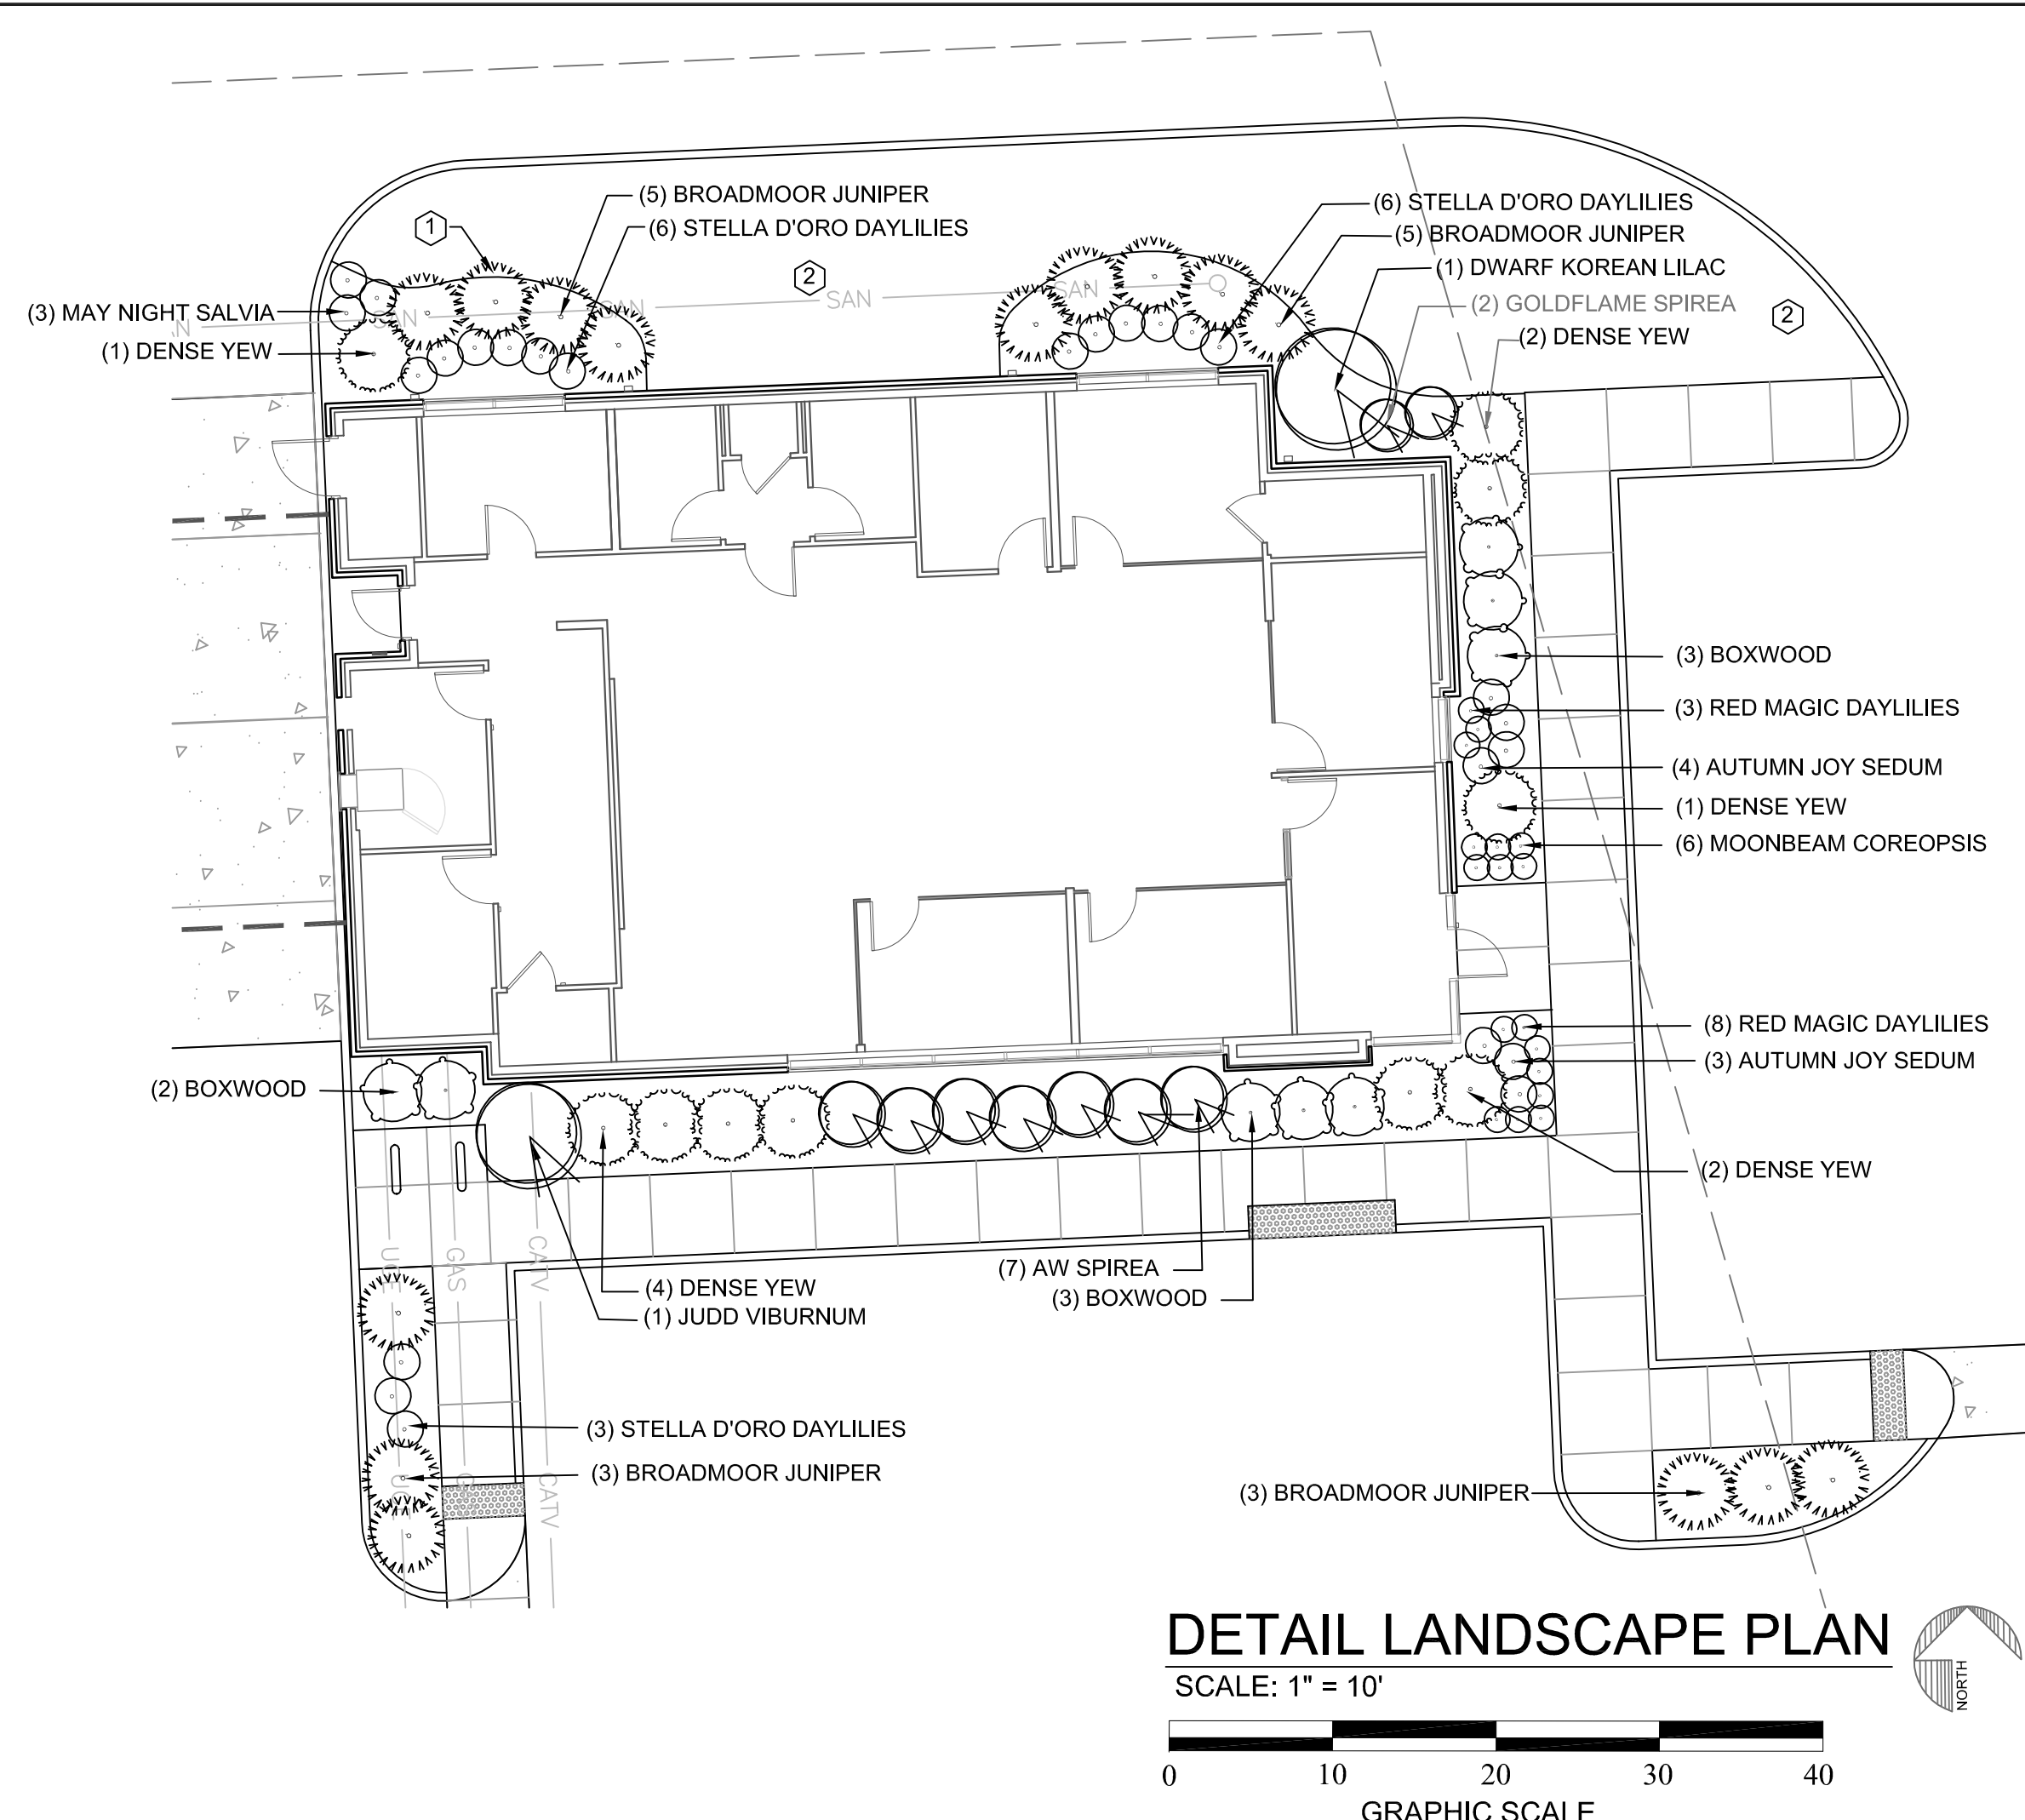 (5) BROADMOOR JUNIPER
(6) STELLA D'ORO DAYLILIES
1
2
(6) STELLA D'ORO DAYLILIES
(5) BROADMOOR JUNIPER
(1) DWARF KOREAN LILAC
(2) GOLDFLAME SPIREA
(2) DENSE YEW
2
(3) MAY NIGHT SALVIA
(1) DENSE YEW
SAN
SAN
SAN
SAN
(3) BOXWOOD
(3) RED MAGIC DAYLILIES
(4) AUTUMN JOY SEDUM
(1) DENSE YEW
(6) MOONBEAM COREOPSIS
(8) RED MAGIC DAYLILIES
(3) AUTUMN JOY SEDUM
(2) DENSE YEW
(2) BOXWOOD
UGE
GAS
CATV
(7) AW SPIREA
(3) BOXWOOD
(4) DENSE YEW
(1) JUDD VIBURNUM
(3) STELLA D'ORO DAYLILIES
(3) BROADMOOR JUNIPER
CATV
(3) BROADMOOR JUNIPER
DETAIL LANDSCAPE PLAN
SCALE: 1" = 10'
NORTH
0 10 20 30 40
GRAPHIC SCALE